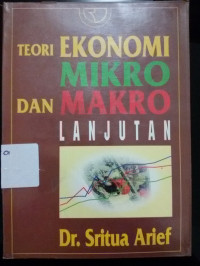 TEORI EKONOMI
MIKRO
DAN MAKRO
LANJUTAN
Dr. Sritua Arief